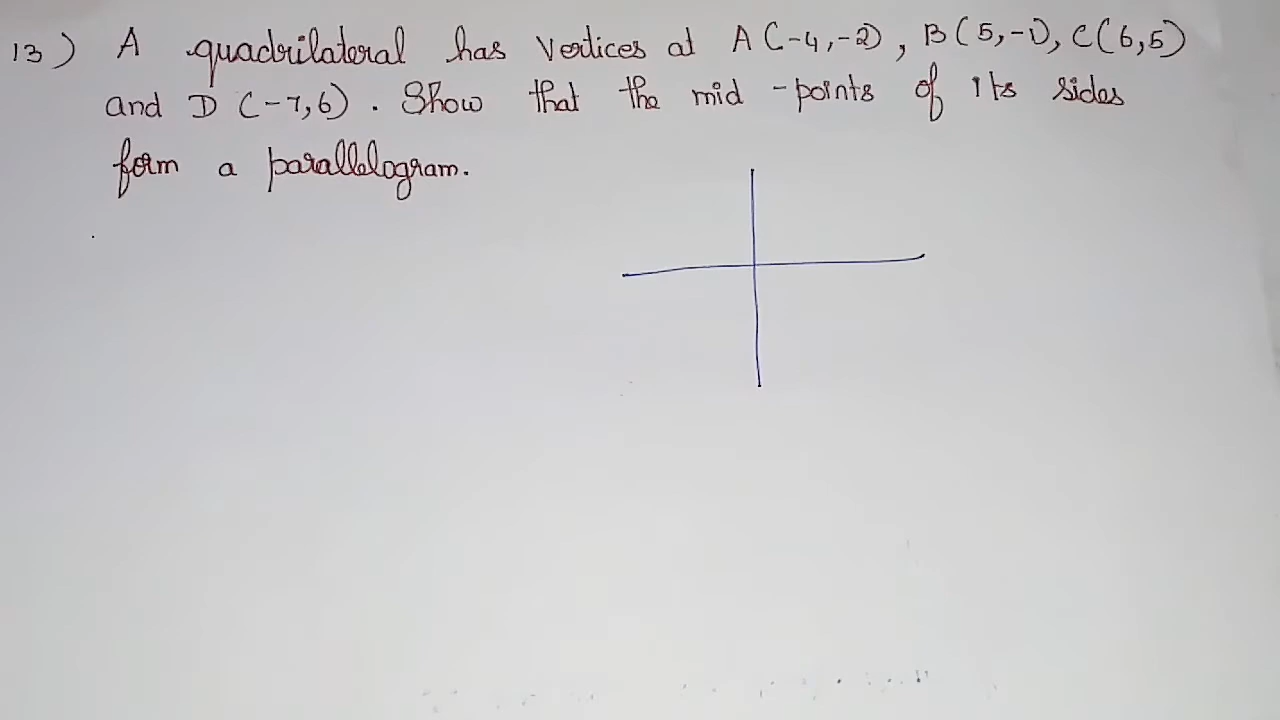 13) A quadrilateral has Vertices at A(-4,-2), B(5,-1), C(6,5)
and D(-7,6). Show that the mid-points of its sides
form a parallelogram.